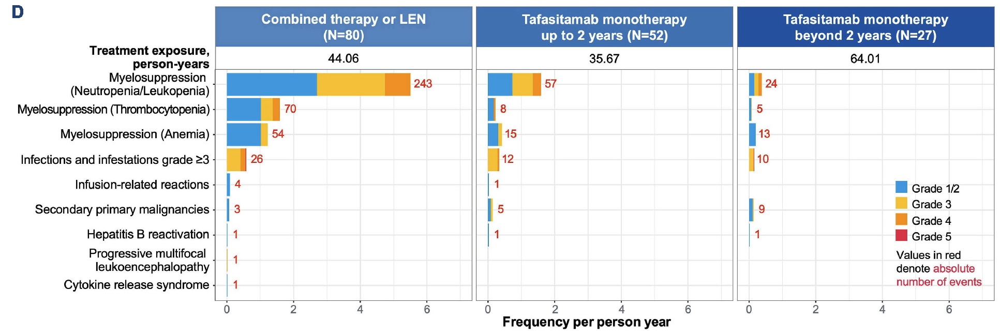 D
Combined therapy or LEN
(N=80)
Tafasitamab monotherapy
up to 2 years (N=52)
Tafasitamab monotherapy
beyond 2 years (N=27)
Treatment exposure,
person-years
44.06
35.67
64.01
Myelosuppression
(Neutropenia/Leukopenia)
243
57
24
Myelosuppression (Thrombocytopenia)
70
8
5
Myelosuppression (Anemia)
54
15
13
Infections and infestations grade ≥3
26
12
10
Infusion-related reactions
4
1
Secondary primary malignancies
3
5
9
Hepatitis B reactivation
1
1
1
Progressive multifocal
leukoencephalopathy
1
Cytokine release syndrome
1
Grade 1/2
Grade 3
Grade 4
Grade 5
Values in red
denote absolute
number of events
0 2 4 6
0 2 4 6
0 2 4 6
Frequency per person year